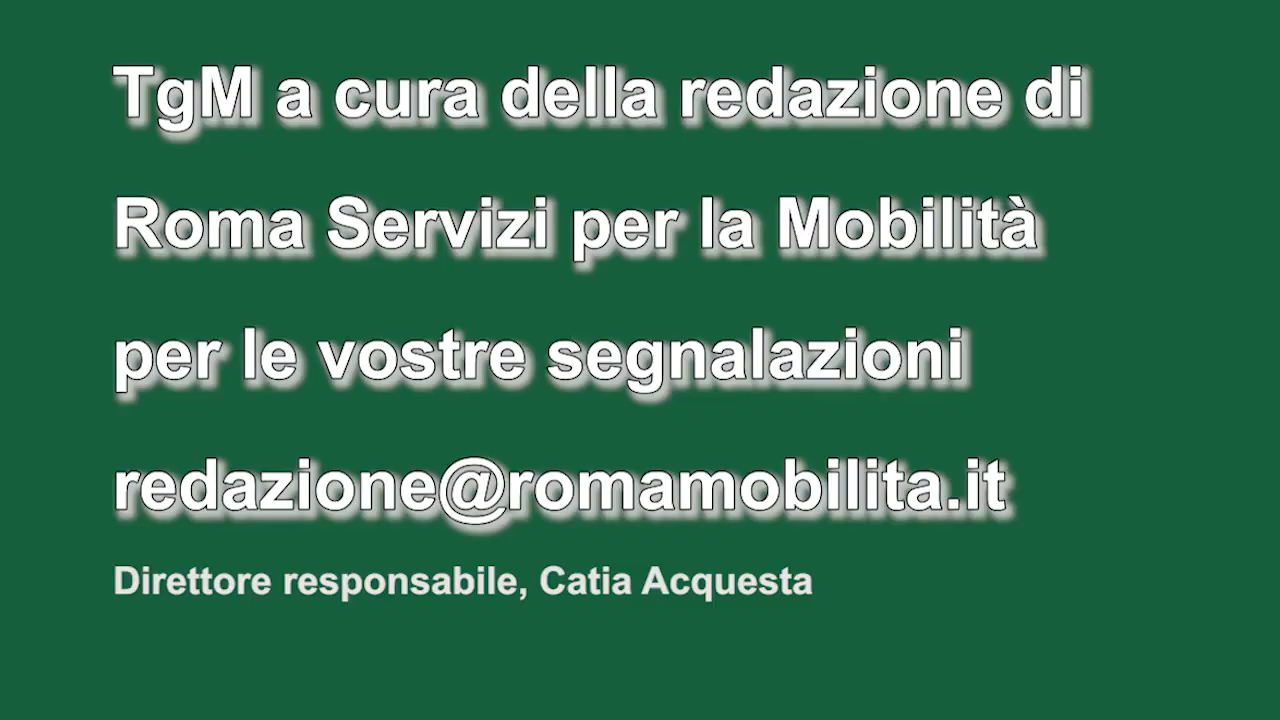 TgM a cura della redazione di
Roma Servizi per la Mobilità
per le vostre segnalazioni
redazione@romamobilita.it
Direttore responsabile, Catia Acquesta